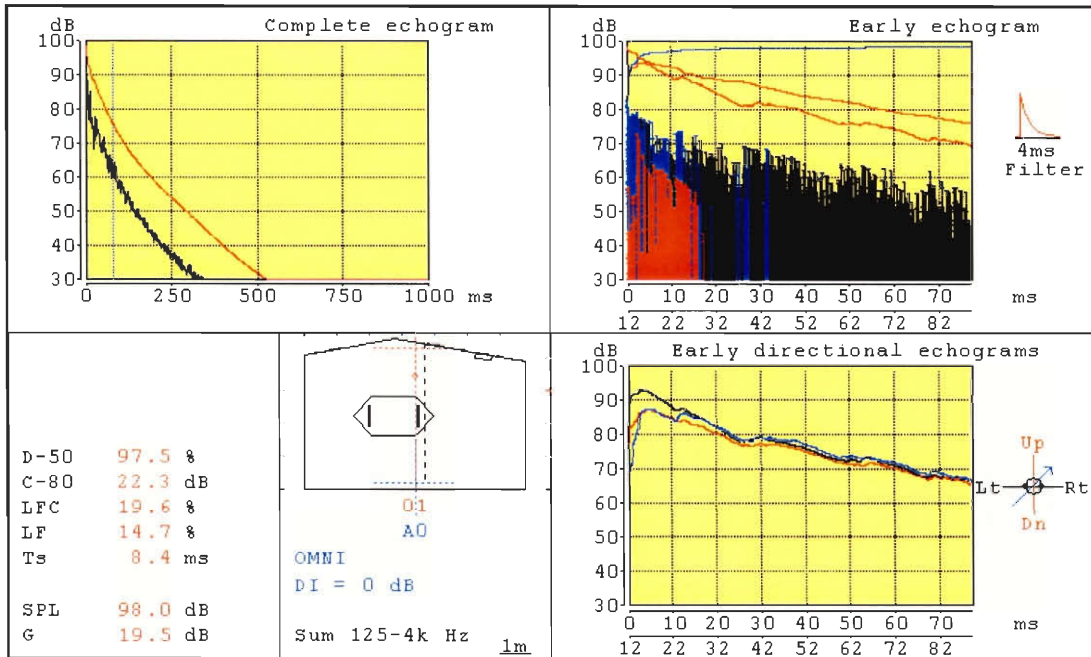 dB Complete echogram
100
90
80
70
60
50
40
30
0 250 500 750 1000 ms
dB Early echogram
100
90
80
70
60
50
40
30
0 10 20 30 40 50 60 70 ms
12 22 32 42 52 62 72 82
4ms
Filter
D-50 97.5 %
C-80 22.3 dB
LFC 19.6 %
LF 14.7 %
Ts 8.4 ms
SPL 98.0 dB
G 19.5 dB
01
A0
OMNI
DI = 0 dB
Sum 125-4k Hz 1m
dB Early directional echograms
100
90
80
70
60
50
40
30
0 10 20 30 40 50 60 70 ms
12 22 32 42 52 62 72 82
Up
Lt Rt
Dn